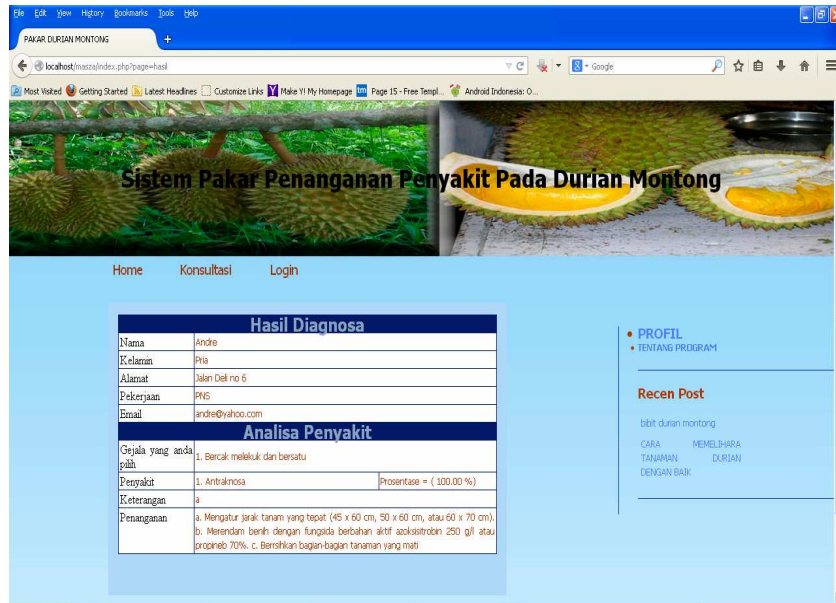 File Edit View History Bookmarks Tools Help
PAKAR DURIAN MONTONG +
localhost/masza/index.php?page=hasil
8 - Google
Most Visited Getting Started Latest Headlines Customize Links Make Y! My Homepage tm Page 15 - Free Templ... Android Indonesia: O...
Sistem Pakar Penanganan Penyakit Pada Durian Montong
Home Konsultasi Login
Hasil Diagnosa
Nama Andre
Kelamin Pria
Alamat Jalan Deli no 6
Pekerjaan PNS
Email andre@yahoo.com
Analisa Penyakit
Gejala yang anda
pilih
1. Bercak melekuk dan bersatu
Penyakit 1. Antraknosa Prosentase = ( 100.00 %)
Keterangan a
Penanganan a. Mengatur jarak tanam yang tepat (45 x 60 cm, 50 x 60 cm, atau 60 x 70 cm).
b. Merendam benih dengan fungsida berbahan aktif azoksisitrobin 250 g/l atau
propineb 70%. c. Berrsihkan bagian-bagian tanaman yang mati
PROFIL
TENTANG PROGRAM
Recen Post
bibit durian montong
CARA MEMELIHARA
TANAMAN DURIAN
DENGAN BAIK